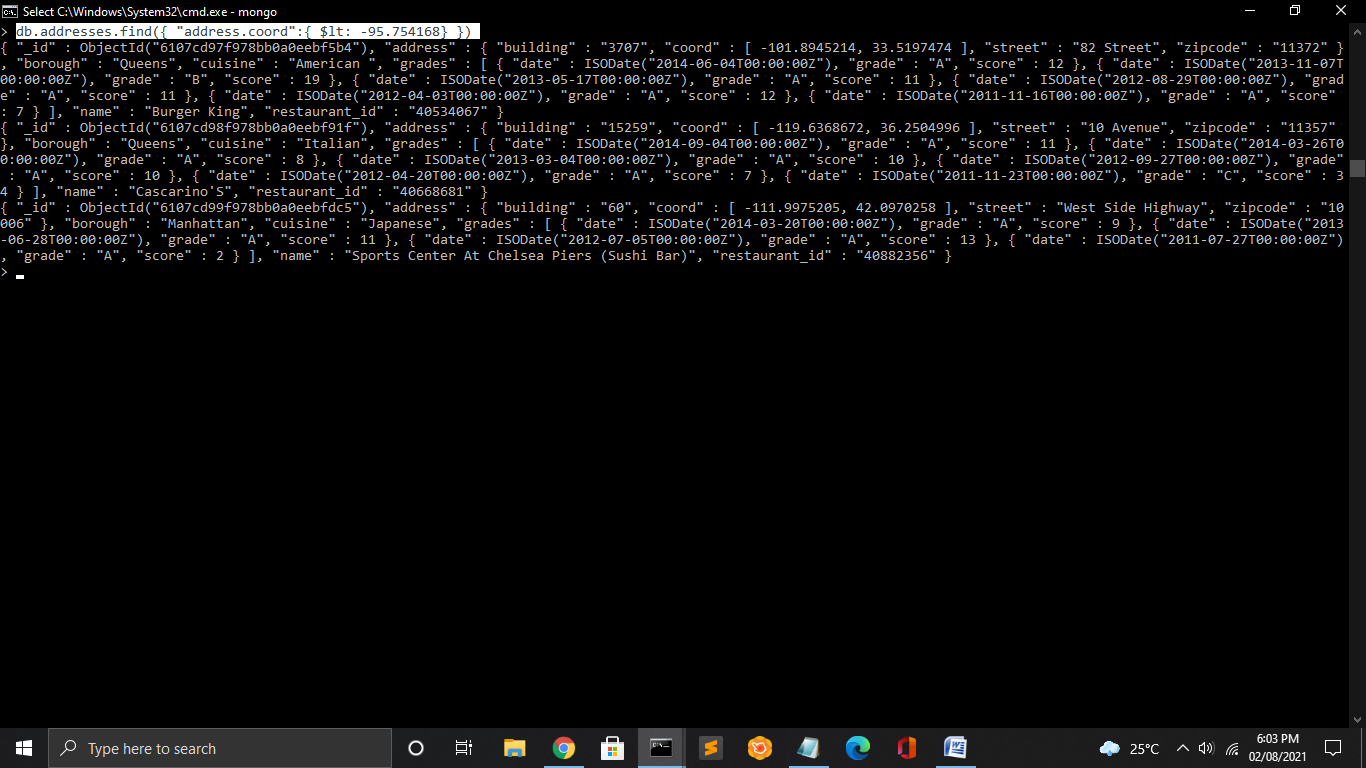 Select C:\Windows\System32\cmd.exe - mongo
> db.addresses.find({ "address.coord":{ $lt: -95.754168} })
{ "_id" : ObjectId("6107cd97f978bb0a0eebf5b4"), "address" : { "building" : "3707", "coord" : [ -101.8945214, 33.5197474 ], "street" : "82 Street", "zipcode" : "11372" }
, "borough" : "Queens", "cuisine" : "American ", "grades" : [ { "date" : ISODate("2014-06-04T00:00:00Z"), "grade" : "A", "score" : 12 }, { "date" : ISODate("2013-11-07T
00:00:00Z"), "grade" : "B", "score" : 19 }, { "date" : ISODate("2013-05-17T00:00:00Z"), "grade" : "A", "score" : 11 }, { "date" : ISODate("2012-08-29T00:00:00Z"), "grad
e" : "A", "score" : 11 }, { "date" : ISODate("2012-04-03T00:00:00Z"), "grade" : "A", "score" : 12 }, { "date" : ISODate("2011-11-16T00:00:00Z"), "grade" : "A", "score"
: 7 } ], "name" : "Burger King", "restaurant_id" : "40534067" }
{ "_id" : ObjectId("6107cd98f978bb0a0eebf91f"), "address" : { "building" : "15259", "coord" : [ -119.6368672, 36.2504996 ], "street" : "10 Avenue", "zipcode" : "11357"
}, "borough" : "Queens", "cuisine" : "Italian", "grades" : [ { "date" : ISODate("2014-09-04T00:00:00Z"), "grade" : "A", "score" : 11 }, { "date" : ISODate("2014-03-26T0
0:00:00Z"), "grade" : "A", "score" : 8 }, { "date" : ISODate("2013-03-04T00:00:00Z"), "grade" : "A", "score" : 10 }, { "date" : ISODate("2012-09-27T00:00:00Z"), "grade"
: "A", "score" : 10 }, { "date" : ISODate("2012-04-20T00:00:00Z"), "grade" : "A", "score" : 7 }, { "date" : ISODate("2011-11-23T00:00:00Z"), "grade" : "C", "score" : 3
4 } ], "name" : "Cascarino'S", "restaurant_id" : "40668681" }
{ "_id" : ObjectId("6107cd99f978bb0a0eebfdc5"), "address" : { "building" : "60", "coord" : [ -111.9975205, 42.0970258 ], "street" : "West Side Highway", "zipcode" : "10
006" }, "borough" : "Manhattan", "cuisine" : "Japanese", "grades" : [ { "date" : ISODate("2014-03-20T00:00:00Z"), "grade" : "A", "score" : 9 }, { "date" : ISODate("2013
-06-28T00:00:00Z"), "grade" : "A", "score" : 11 }, { "date" : ISODate("2012-07-05T00:00:00Z"), "grade" : "A", "score" : 13 }, { "date" : ISODate("2011-07-27T00:00:00Z")
, "grade" : "A", "score" : 2 } ], "name" : "Sports Center At Chelsea Piers (Sushi Bar)", "restaurant_id" : "40882356" }
>
Type here to search
25°C
6:03 PM
02/08/2021